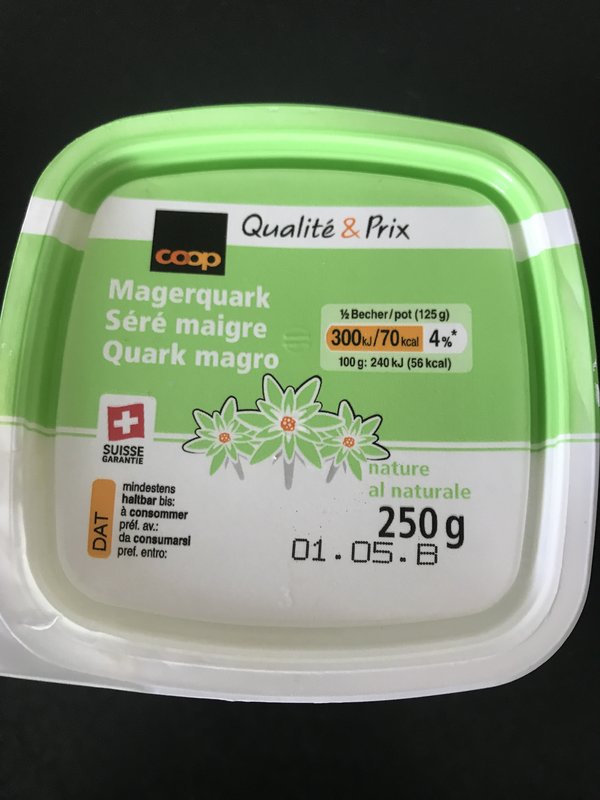 coop
Qualité & Prix
Magerquark
Séré maigre
Quark magro
½ Becher/pot (125 g)
300kJ/70kcal 4%*
100 g: 240 kJ (56 kcal)
SUISSE
GARANTIE
nature
al naturale
250 g
DAT
mindestens
haltbar bis:
à consommer
préf. av.:
da consumarsi
pref. entro:
01.05.B